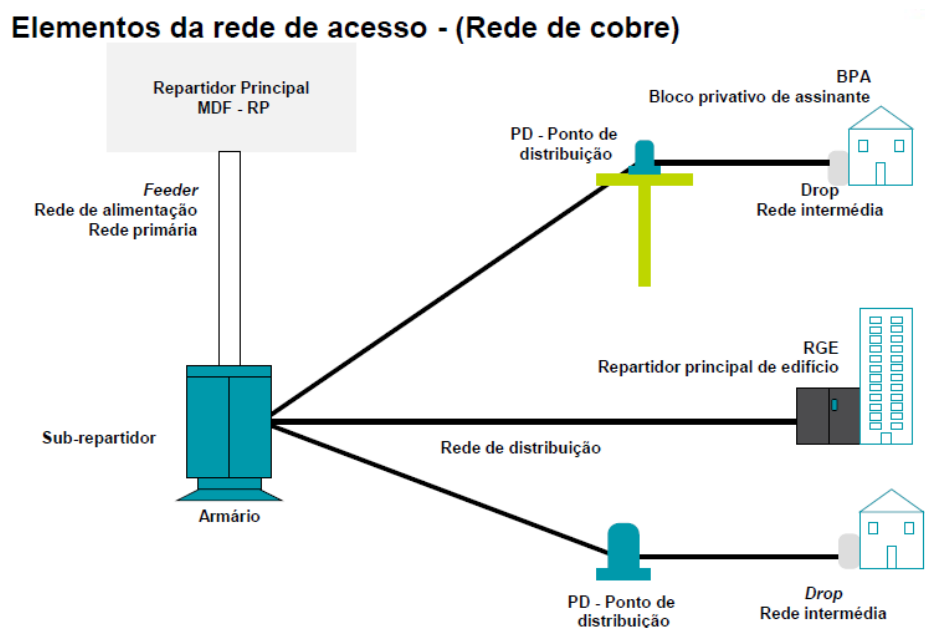 Elementos da rede de acesso - (Rede de cobre)
Repartidor Principal
MDF - RP
Feeder
Rede de alimentação
Rede primária
Sub-repartidor
Armário
PD - Ponto de
distribuição
BPA
Bloco privativo de assinante
Drop
Rede intermédia
RGE
Repartidor principal de edifício
Rede de distribuição
PD - Ponto de
distribuição
Drop
Rede intermédia